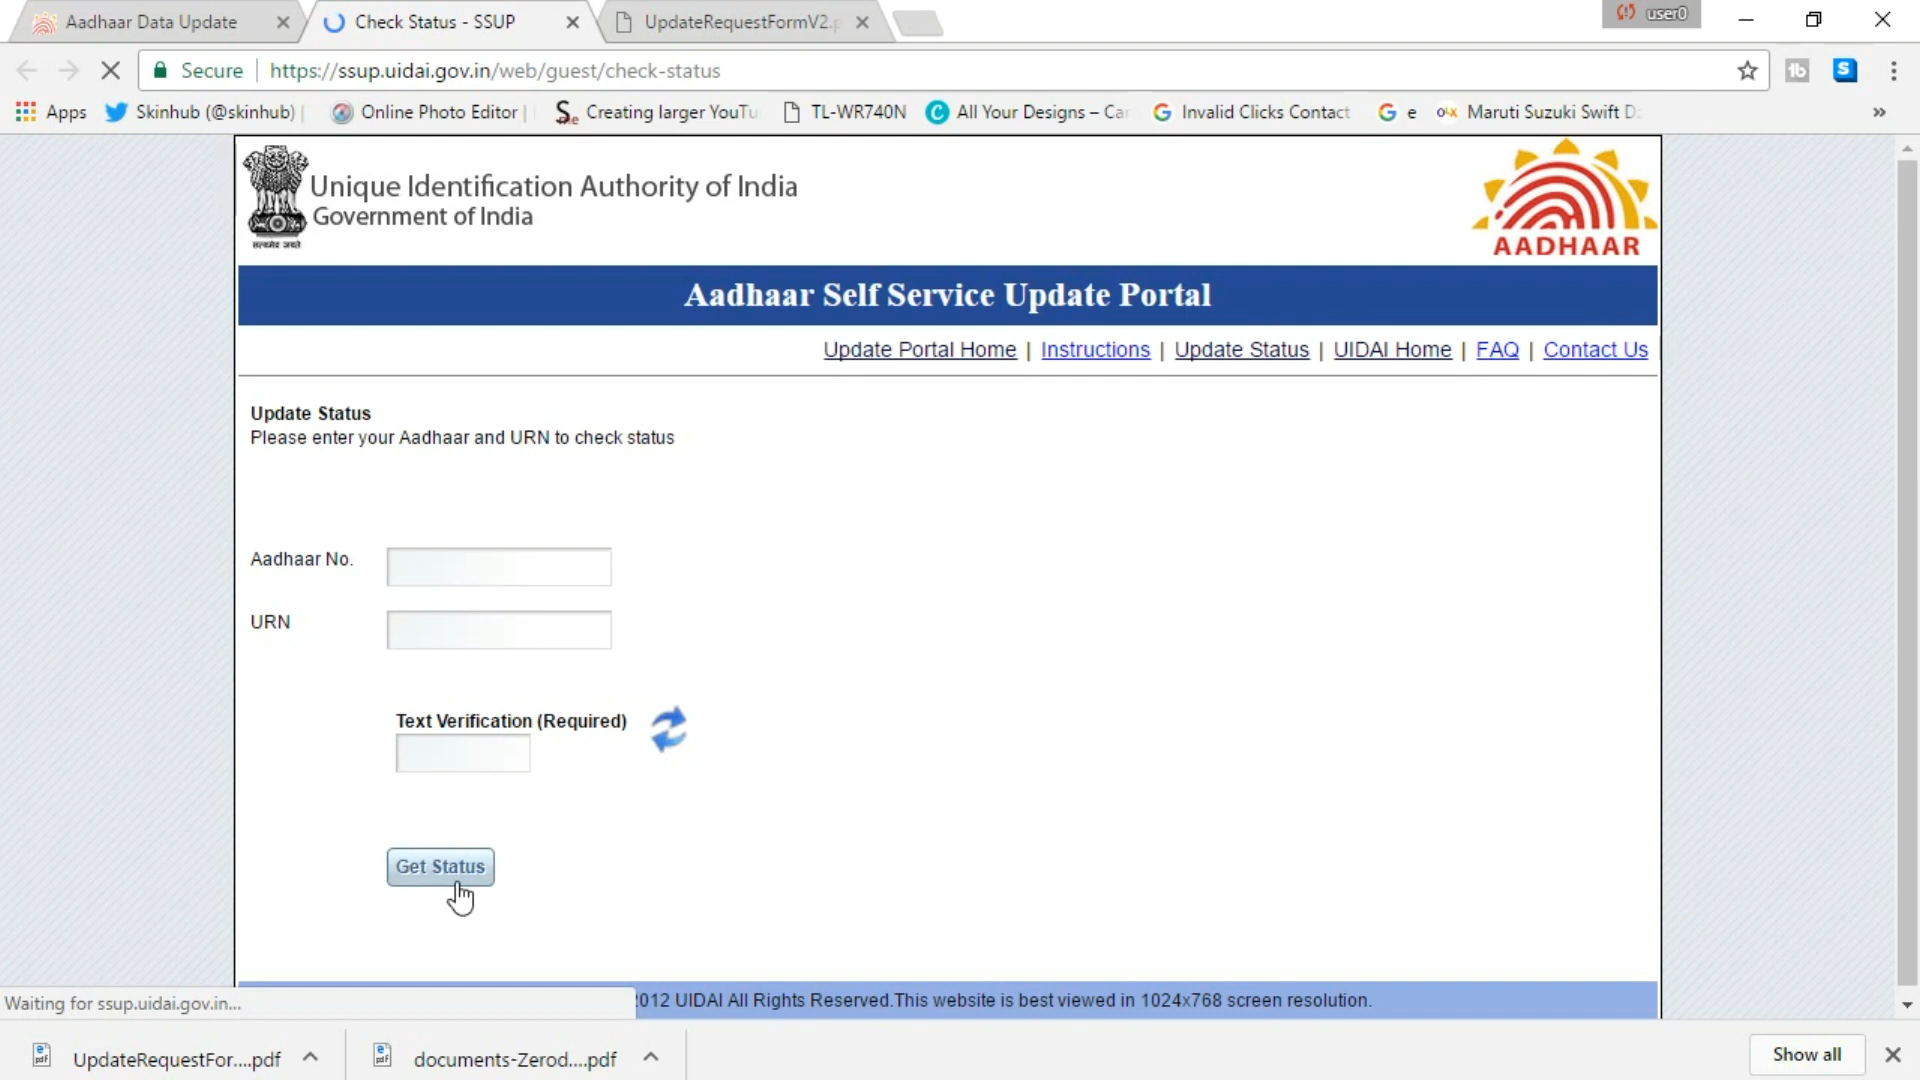 Aadhaar Data Update
Check Status - SSUP
UpdateRequestFormV2.p
user0
Secure
https://ssup.uidai.gov.in/web/guest/check-status
Apps
Skinhub (@skinhub) |
Online Photo Editor |
Creating larger YouTu
TL-WR740N
All Your Designs – Can
Invalid Clicks Contact
e
Maruti Suzuki Swift D
सत्यमेव जयते
Unique Identification Authority of India
Government of India
AADHAAR
Aadhaar Self Service Update Portal
Update Portal Home | Instructions | Update Status | UIDAI Home | FAQ | Contact Us
Update Status
Please enter your Aadhaar and URN to check status
Aadhaar No.
URN
Text Verification (Required)
Get Status
2012 UIDAI All Rights Reserved.This website is best viewed in 1024x768 screen resolution.
Waiting for ssup.uidai.gov.in...
UpdateRequestFor....pdf
documents-Zerod....pdf
Show all